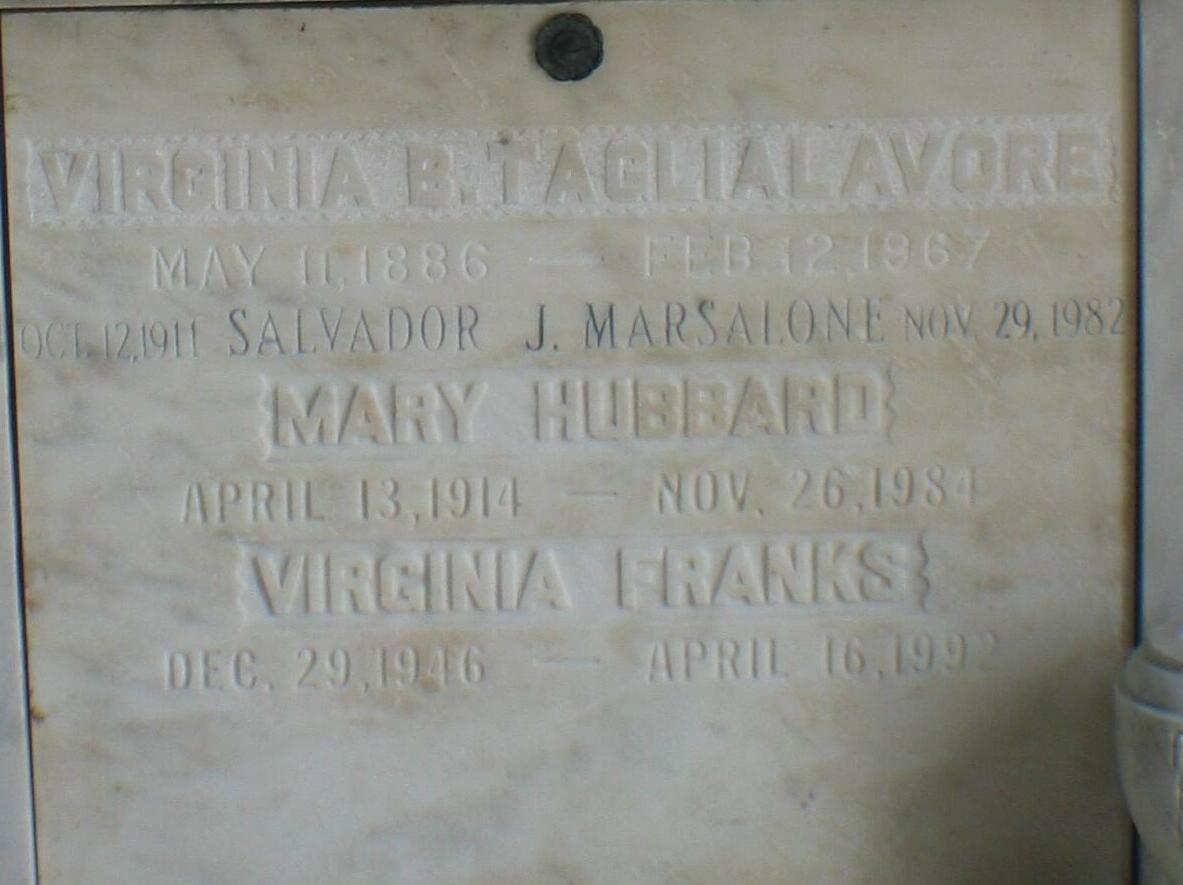 VIRGINIA B. TAGLIALAVORE
MAY 11, 1886 — FEB. 12, 1967
OCT. 12, 1911 SALVADOR J. MARSALONE NOV. 29, 1982
MARY HUBBARD
APRIL 13, 1914 — NOV. 26, 1984
VIRGINIA FRANKS
DEC. 29, 1946 — APRIL 16, 1992